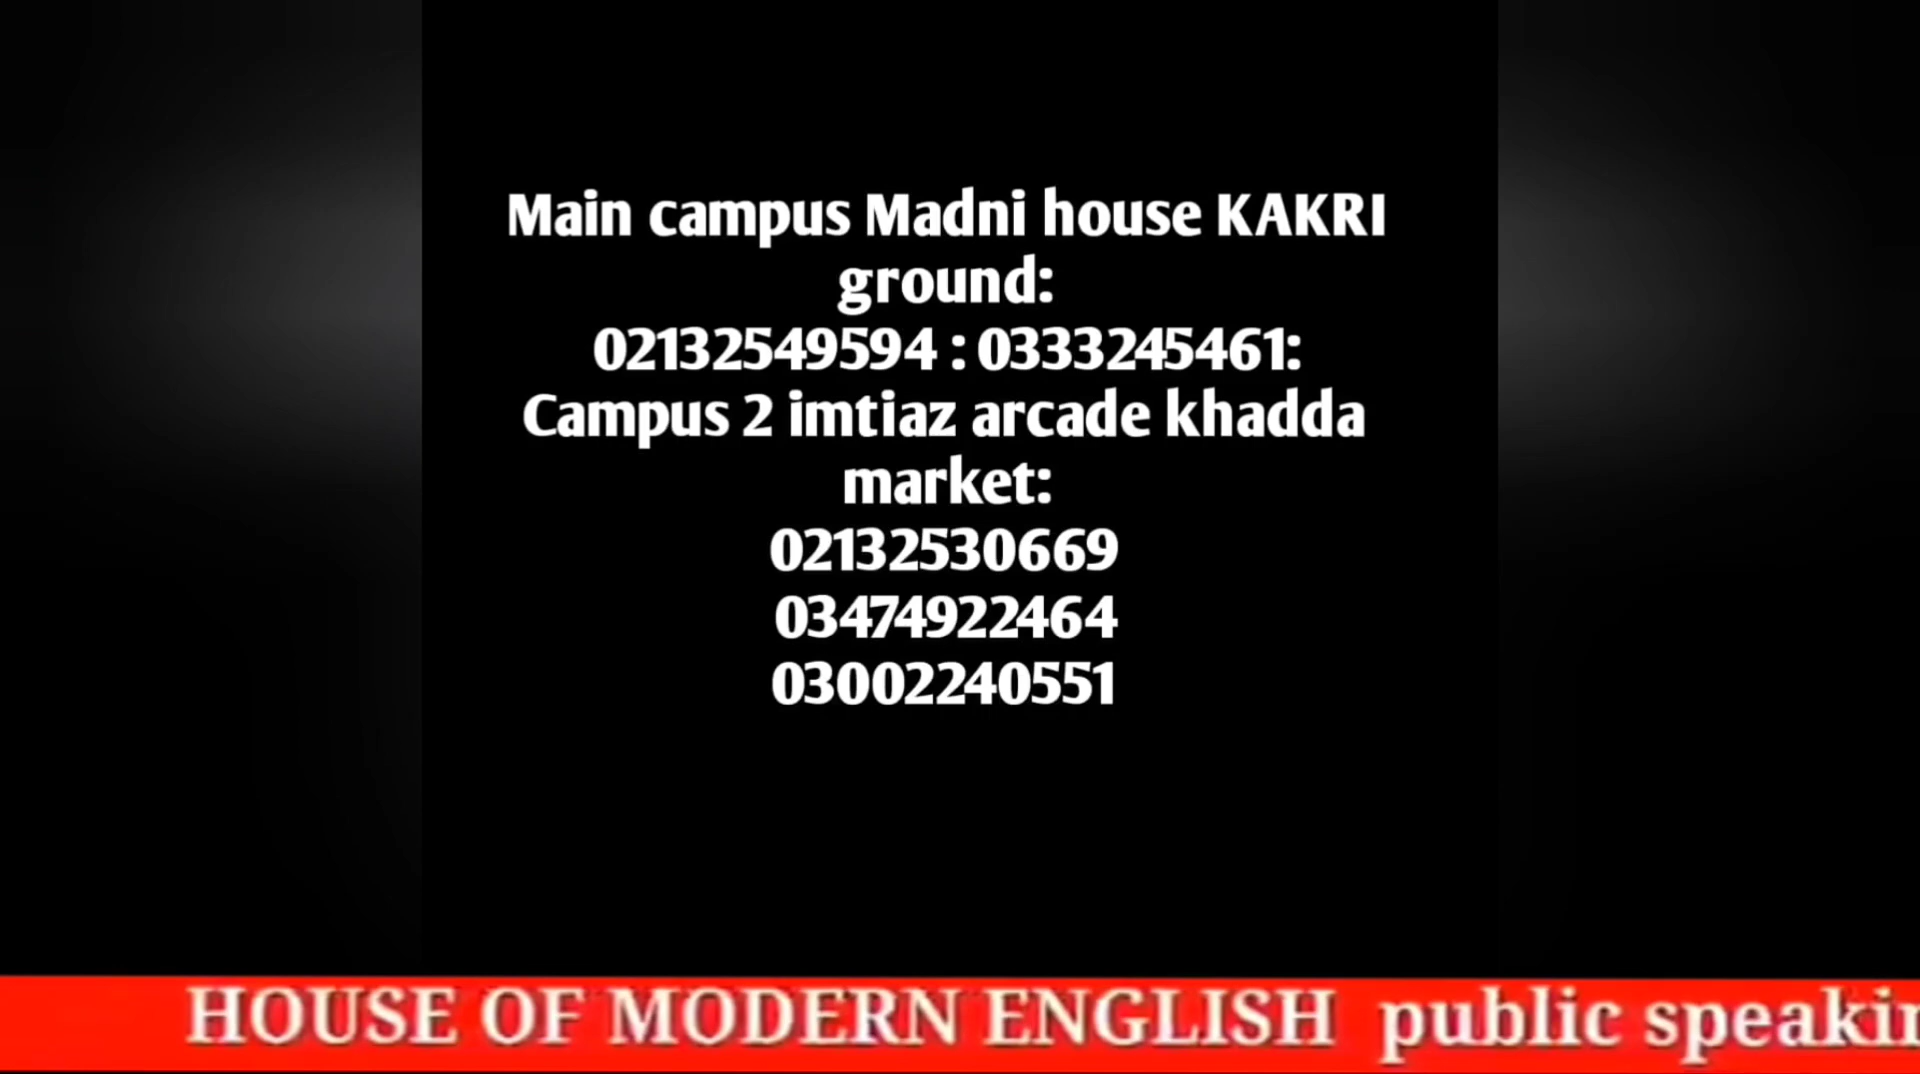 Main campus Madni house KAKRI
ground:
02132549594 : 0333245461:
Campus 2 imtiaz arcade khadda
market:
02132530669
03474922464
03002240551
HOUSE OF MODERN ENGLISH public speakin